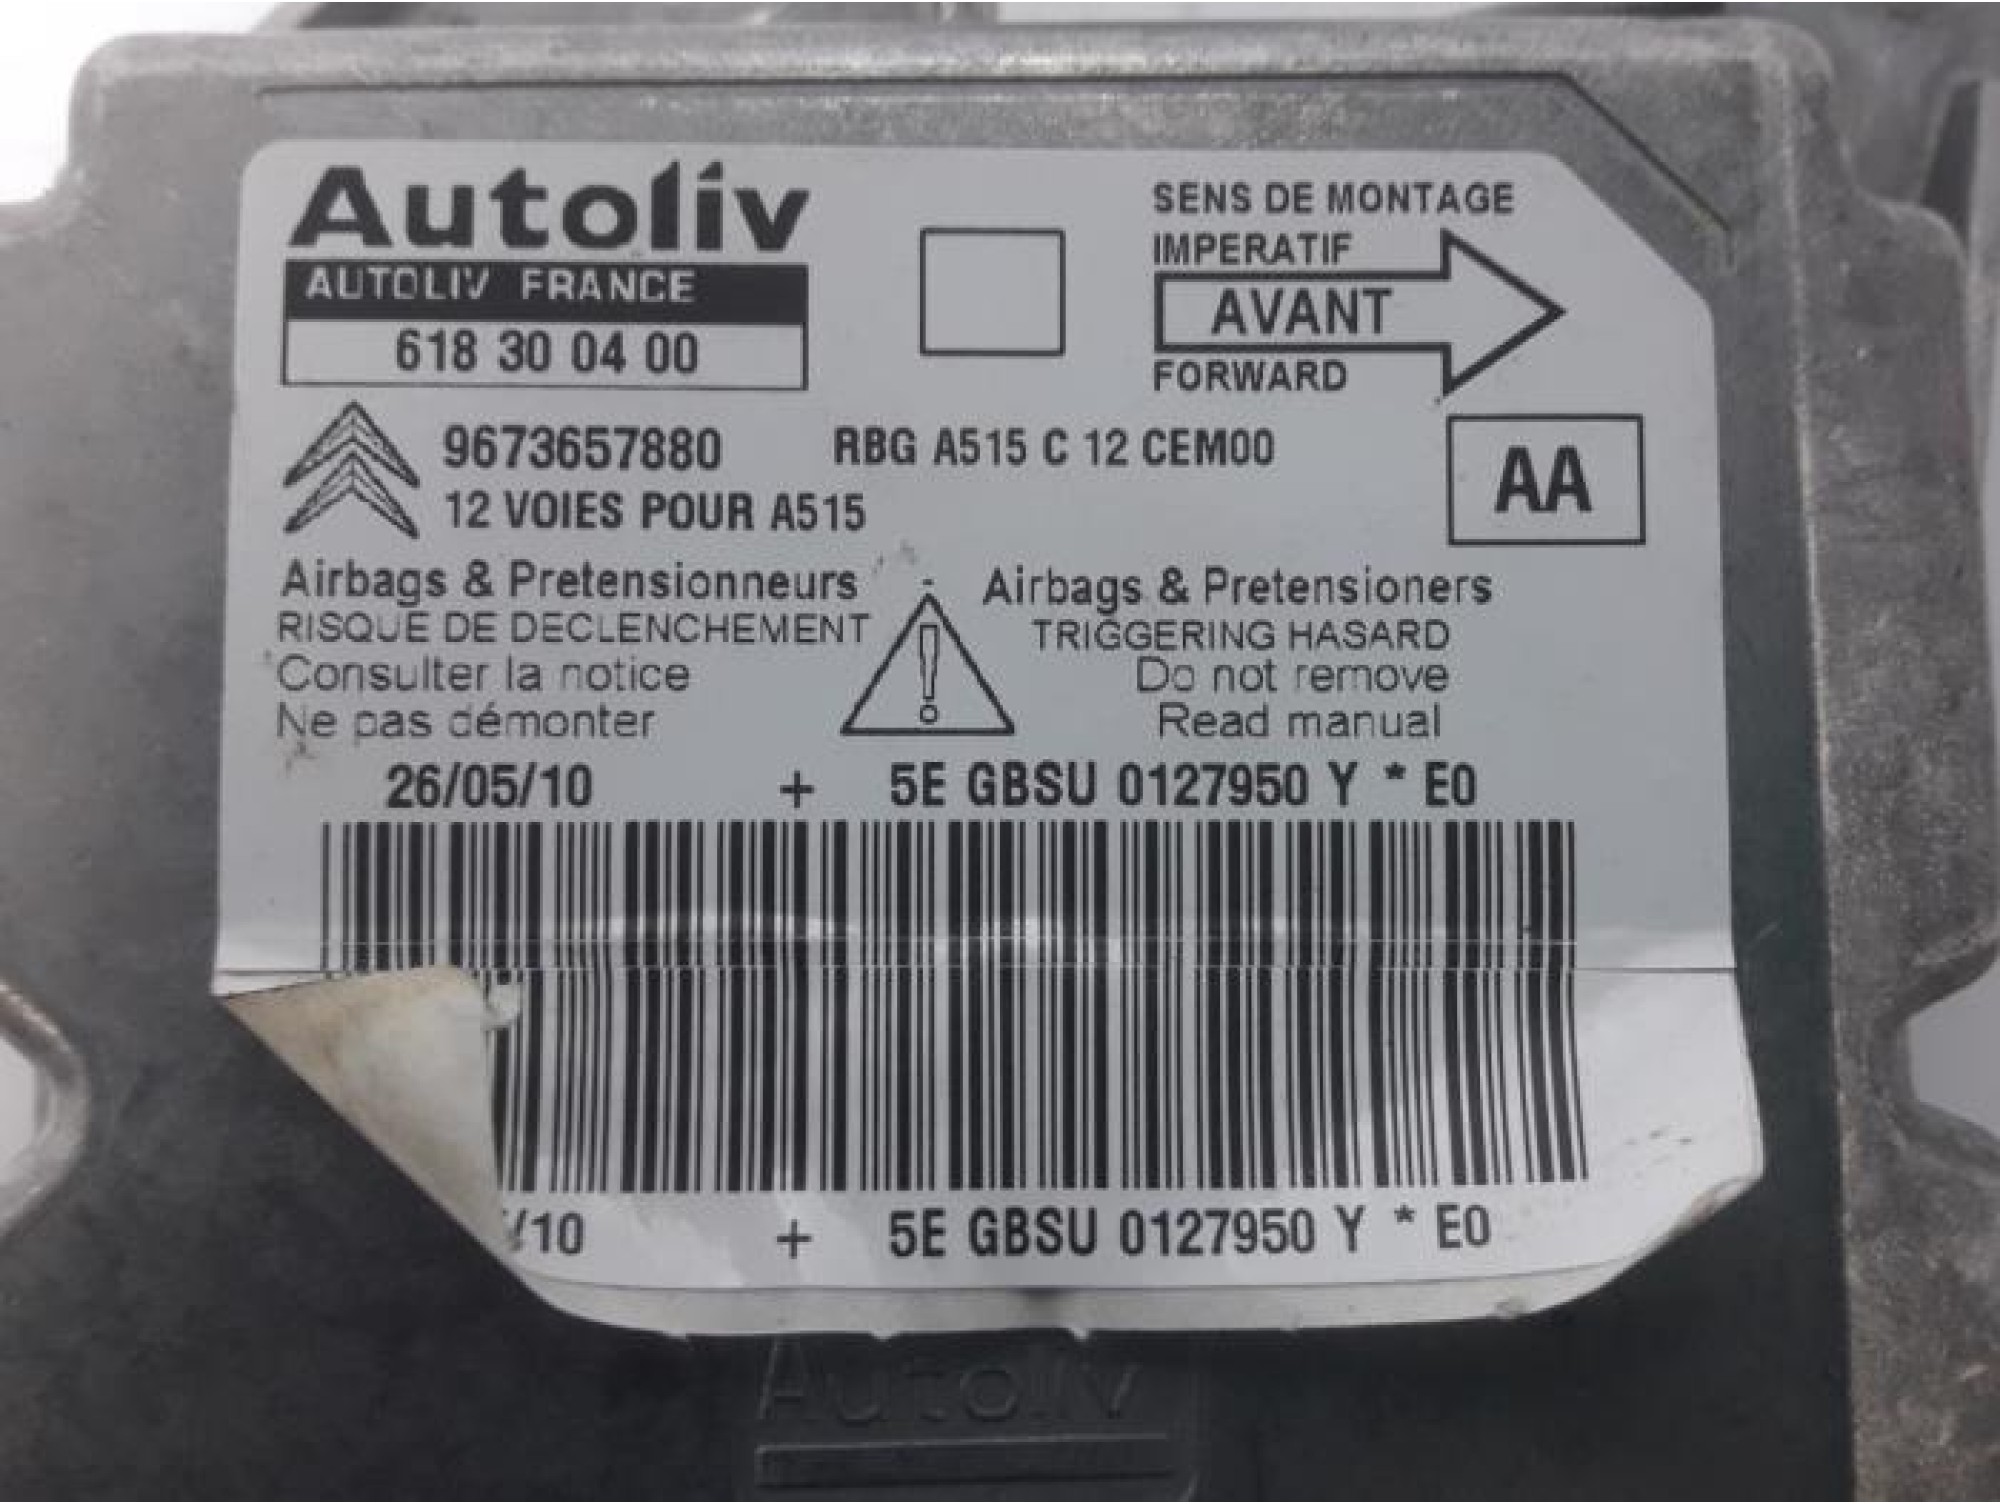 Autoliv
AUTOLIV FRANCE
618 30 04 00
SENS DE MONTAGE
IMPERATIF
AVANT
FORWARD
9673657880 RBG A515 C 12 CEM00
12 VOIES POUR A515
AA
Airbags & Pretensionneurs
RISQUE DE DECLENCHEMENT
Consulter la notice
Ne pas démonter
Airbags & Pretensioners
TRIGGERING HASARD
Do not remove
Read manual
26/05/10 + 5E GBSU 0127950 Y * E0
/10 + 5E GBSU 0127950 Y * E0
Autoliv